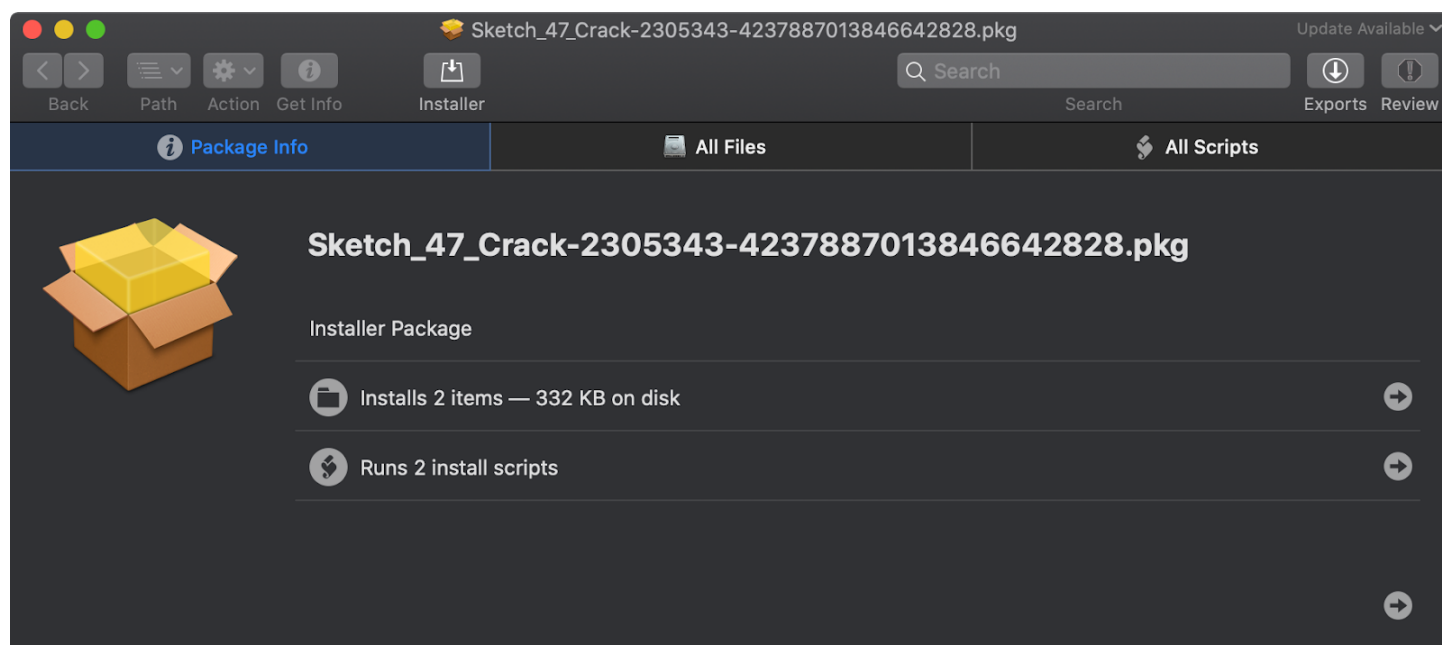 Sketch_47_Crack-2305343-4237887013846642828.pkg
Update Available
Search
Back Path Action Get Info Installer Search Exports Review
Package Info All Files All Scripts
Sketch_47_Crack-2305343-4237887013846642828.pkg
Installer Package
Installs 2 items — 332 KB on disk
Runs 2 install scripts